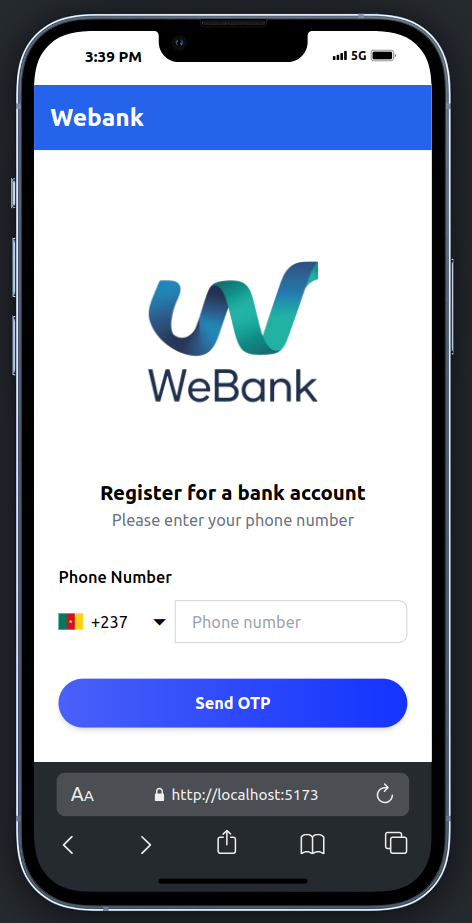 3:39 PM
5G
Webank
WeBank
Register for a bank account
Please enter your phone number
Phone Number
+237
Phone number
Send OTP
AA
http://localhost:5173